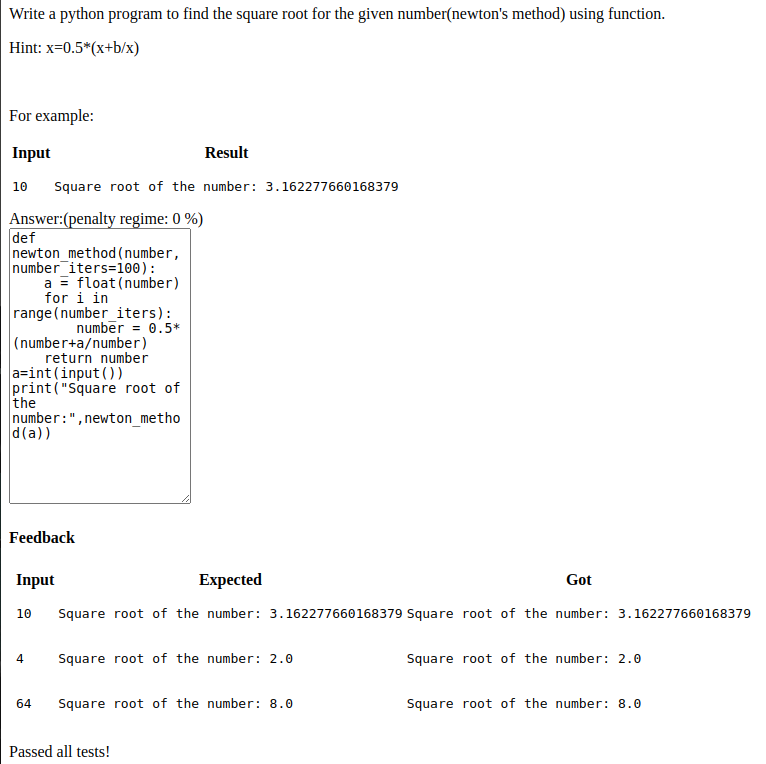 Write a python program to find the square root for the given number(newton's method) using function.
Hint: x=0.5*(x+b/x)
For example:
Input Result
10 Square root of the number: 3.162277660168379
Answer:(penalty regime: 0 %)
def
newton_method(number,
number_iters=100):
    a = float(number)
    for i in
range(number_iters):
        number = 0.5*
(number+a/number)
    return number
a=int(input())
print("Square root of
the
number:",newton_metho
d(a))
Feedback
Input Expected Got
10 Square root of the number: 3.162277660168379 Square root of the number: 3.162277660168379
4 Square root of the number: 2.0 Square root of the number: 2.0
64 Square root of the number: 8.0 Square root of the number: 8.0
Passed all tests!